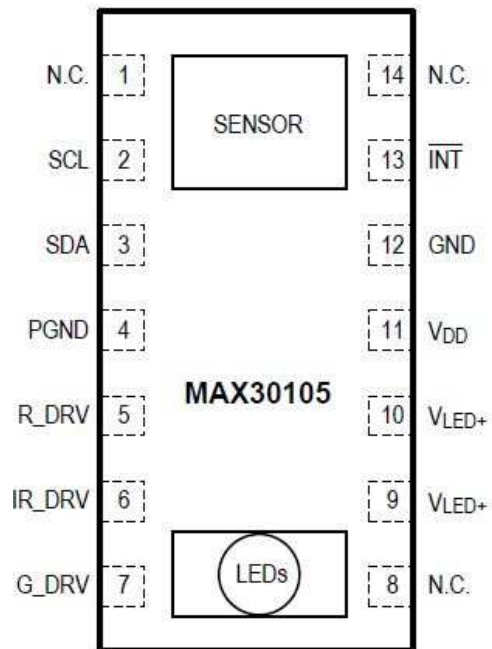 N.C. 1 14 N.C.
SENSOR
SCL 2 13 INT
SDA 3 12 GND
PGND 4 11 VDD
MAX30105
R_DRV 5 10 VLED+
IR_DRV 6 9 VLED+
LEDs
G_DRV 7 8 N.C.